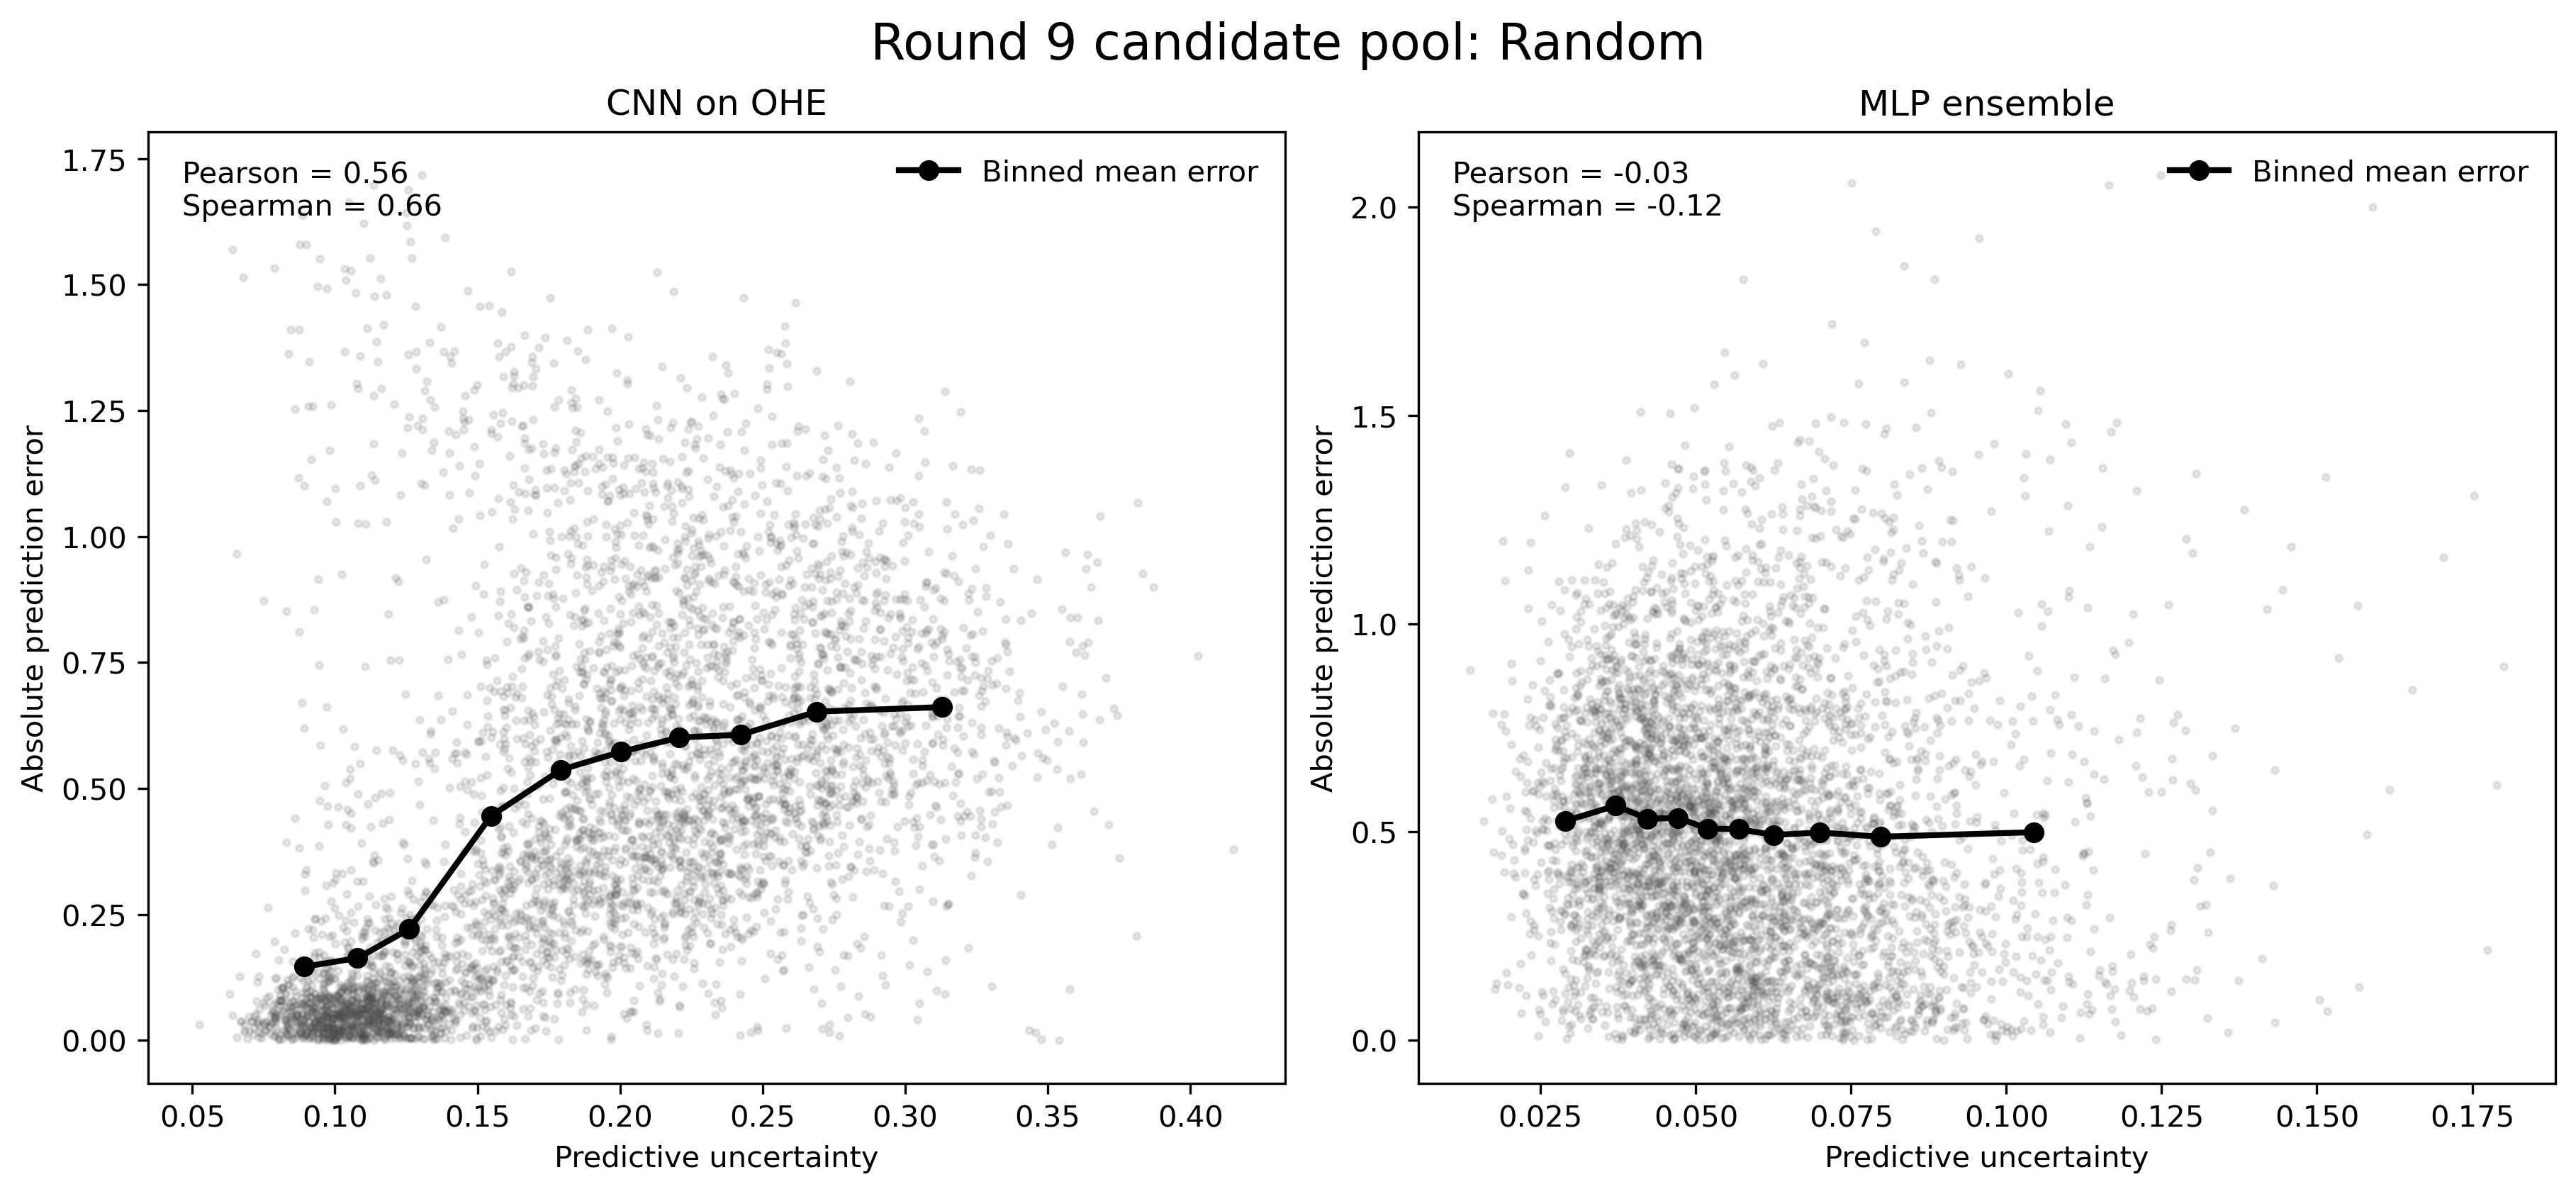 Round 9 candidate pool: Random
CNN on OHE
Pearson = 0.56
Spearman = 0.66
Binned mean error
Absolute prediction error
1.75
1.50
1.25
1.00
0.75
0.50
0.25
0.00
0.05 0.10 0.15 0.20 0.25 0.30 0.35 0.40
Predictive uncertainty
MLP ensemble
Pearson = -0.03
Spearman = -0.12
Binned mean error
Absolute prediction error
2.0
1.5
1.0
0.5
0.0
0.025 0.050 0.075 0.100 0.125 0.150 0.175
Predictive uncertainty